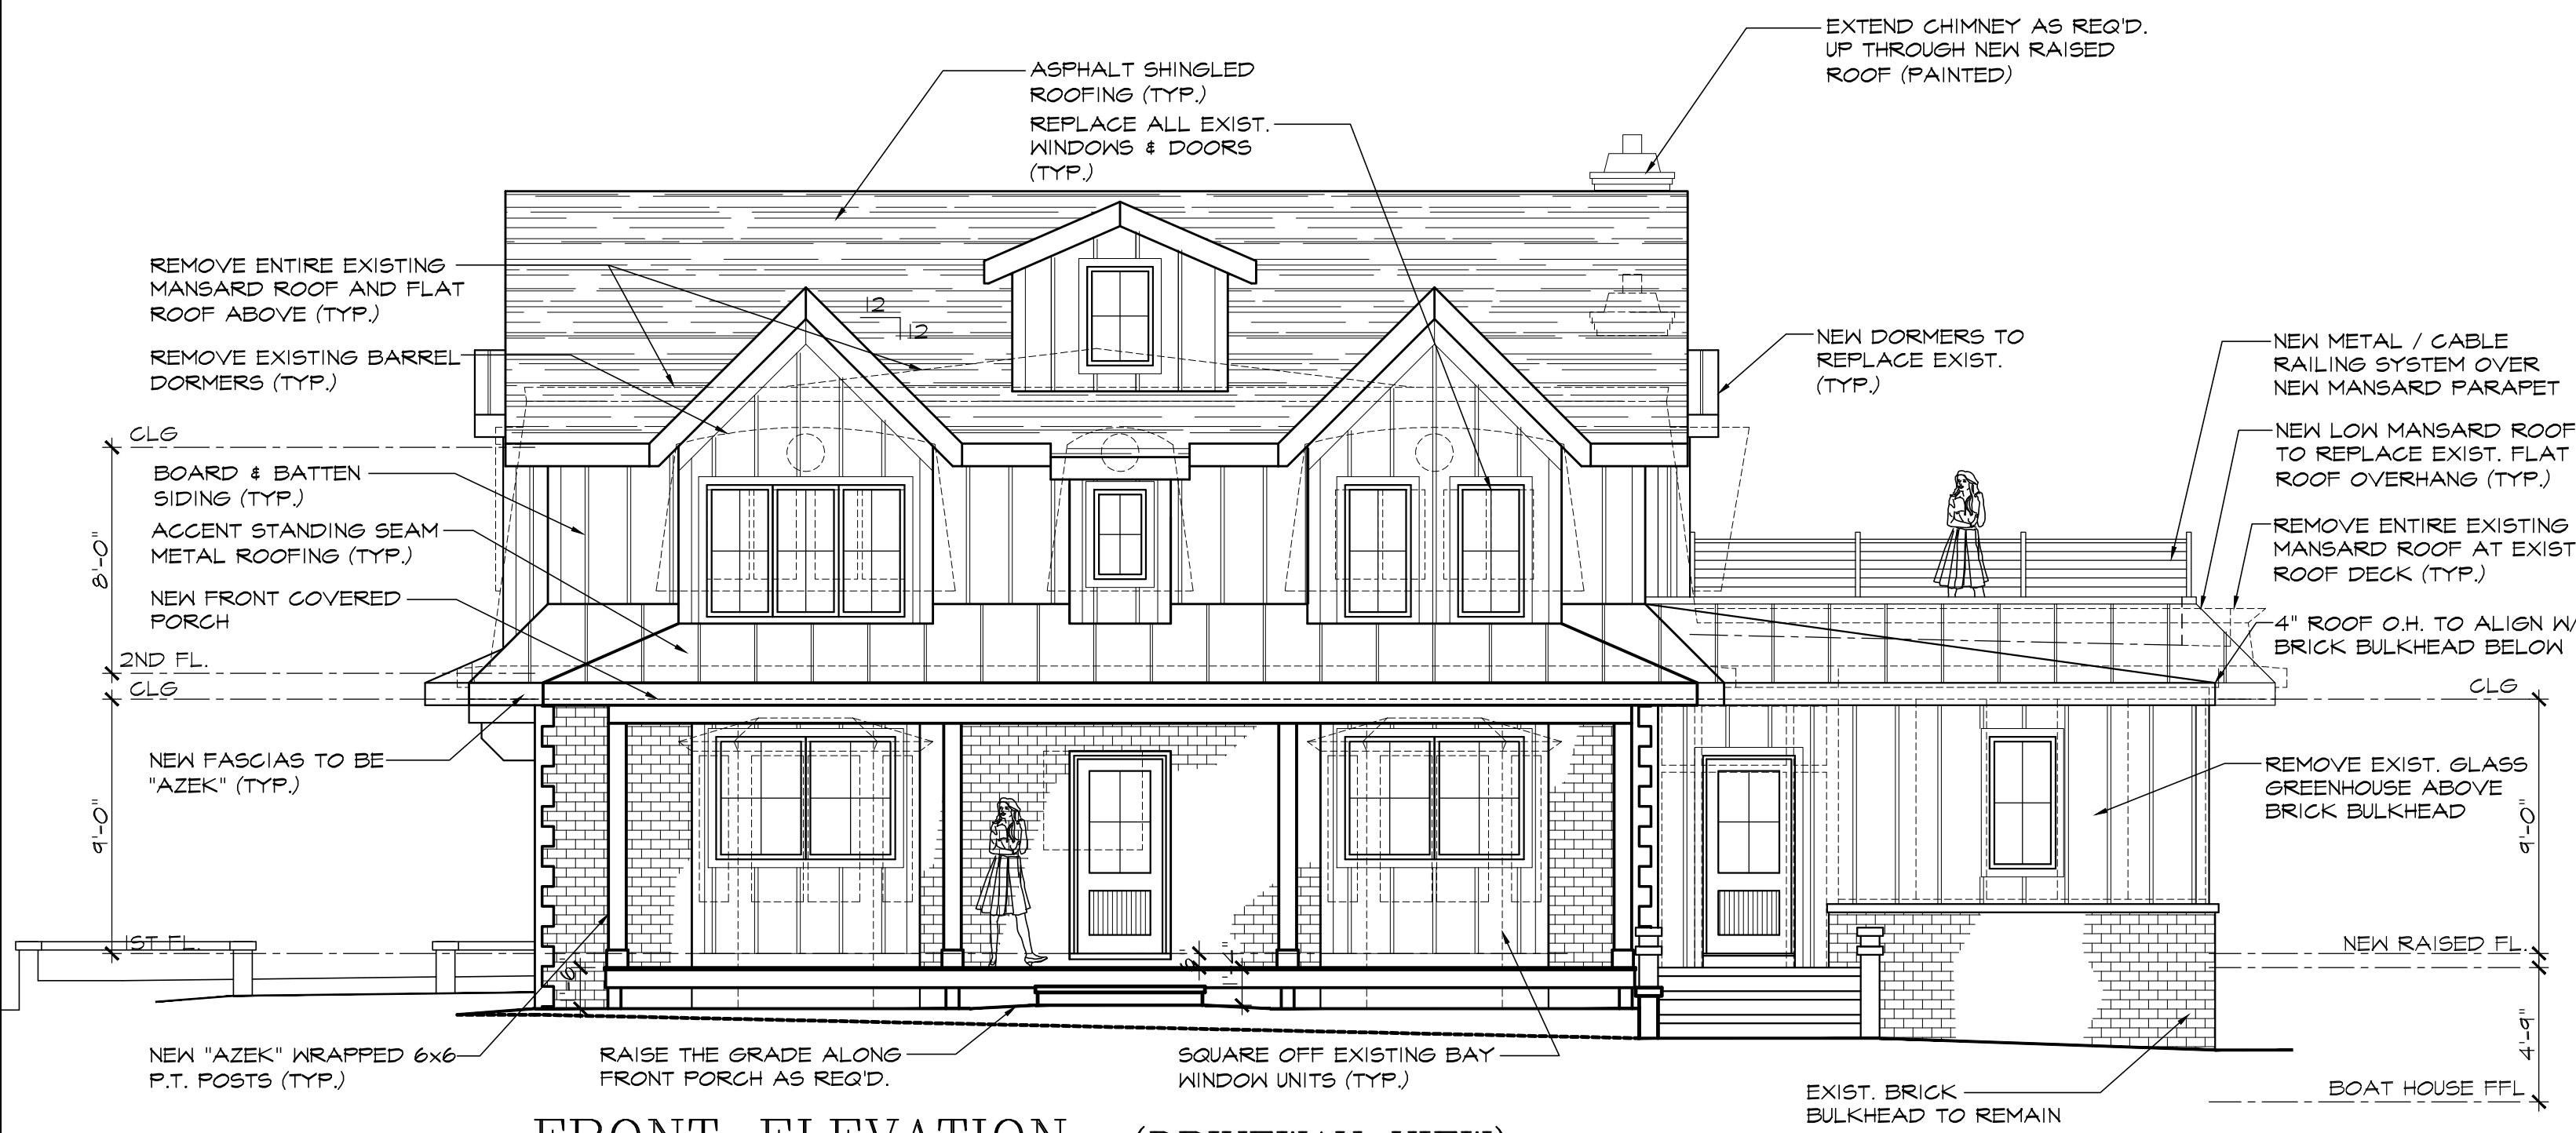 EXTEND CHIMNEY AS REQ'D.
UP THROUGH NEW RAISED
ROOF (PAINTED)
ASPHALT SHINGLED
ROOFING (TYP.)
REPLACE ALL EXIST.
WINDOWS & DOORS
(TYP.)
REMOVE ENTIRE EXISTING
MANSARD ROOF AND FLAT
ROOF ABOVE (TYP.)
REMOVE EXISTING BARREL
DORMERS (TYP.)
12
12
NEW DORMERS TO
REPLACE EXIST.
(TYP.)
NEW METAL / CABLE
RAILING SYSTEM OVER
NEW MANSARD PARAPET
NEW LOW MANSARD ROOF
TO REPLACE EXIST. FLAT
ROOF OVERHANG (TYP.)
REMOVE ENTIRE EXISTING
MANSARD ROOF AT EXIST
ROOF DECK (TYP.)
4" ROOF O.H. TO ALIGN W/
BRICK BULKHEAD BELOW
CLG
BOARD & BATTEN
SIDING (TYP.)
ACCENT STANDING SEAM
METAL ROOFING (TYP.)
NEW FRONT COVERED
PORCH
8'-0"
2ND FL.
CLG
CLG
NEW FASCIAS TO BE
"AZEK" (TYP.)
9'-0"
REMOVE EXIST. GLASS
GREENHOUSE ABOVE
BRICK BULKHEAD
9'-0"
1ST FL.
NEW RAISED FL.
4'-9"
NEW "AZEK" WRAPPED 6x6
P.T. POSTS (TYP.)
RAISE THE GRADE ALONG
FRONT PORCH AS REQ'D.
SQUARE OFF EXISTING BAY
WINDOW UNITS (TYP.)
EXIST. BRICK
BULKHEAD TO REMAIN
BOAT HOUSE FFL
FRONT ELEVATION